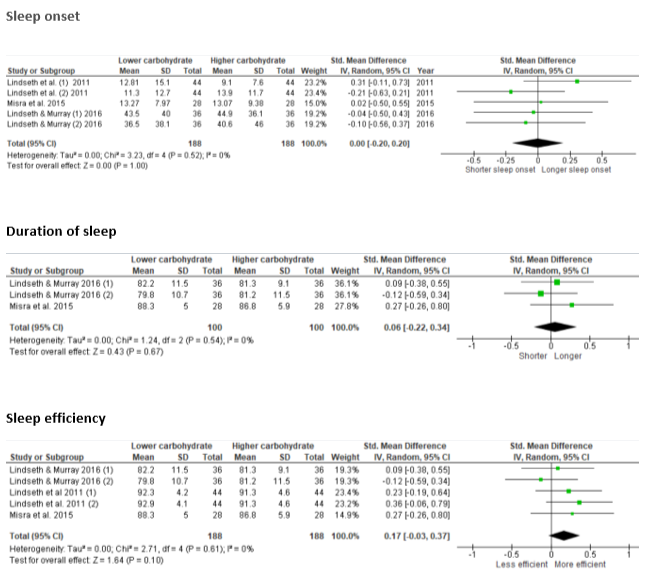 Sleep onset
Lower carbohydrate Higher carbohydrate Std. Mean Difference Std. Mean Difference
Study or Subgroup Mean SD Total Mean SD Total Weight IV, Random, 95% CI Year IV, Random, 95% CI
Lindseth et al. (1) 2011 12.81 15.1 44 9.1 7.6 44 23.2% 0.31 [-0.11, 0.73] 2011
Lindseth et al. (2) 2011 11.3 12.7 44 13.9 11.7 44 23.4% -0.21 [-0.63, 0.21] 2011
Misra et al. 2015 13.27 7.97 28 13.07 9.38 28 15.0% 0.02 [-0.50, 0.55] 2015
Lindseth & Murray (1) 2016 43.5 40 36 44.9 36.1 36 19.2% -0.04 [-0.50, 0.43] 2016
Lindseth & Murray (2) 2016 36.5 38.1 36 40.6 46 36 19.2% -0.10 [-0.56, 0.37] 2016
Total (95% CI) 188 188 100.0% 0.00 [-0.20, 0.20]
Heterogeneity: Tau² = 0.00; Chi² = 3.23, df = 4 (P = 0.52); I² = 0%
-0.5 -0.25 0 0.25 0.5
Test for overall effect: Z = 0.00 (P = 1.00)
Shorter sleep onset Longer sleep onset
Duration of sleep
Lower carbohydrate Higher carbohydrate Std. Mean Difference Std. Mean Difference
Study or Subgroup Mean SD Total Mean SD Total Weight IV, Random, 95% CI IV, Random, 95% CI
Lindseth & Murray 2016 (1) 82.2 11.5 36 81.3 9.1 36 36.1% 0.09 [-0.38, 0.55]
Lindseth & Murray 2016 (2) 79.8 10.7 36 81.2 11.5 36 36.1% -0.12 [-0.59, 0.34]
Misra et al. 2015 88.3 5 28 86.8 5.9 28 27.8% 0.27 [-0.26, 0.80]
Total (95% CI) 100 100 100.0% 0.06 [-0.22, 0.34]
Heterogeneity: Tau² = 0.00; Chi² = 1.24, df = 2 (P = 0.54); I² = 0%
-1 -0.5 0 0.5 1
Test for overall effect: Z = 0.43 (P = 0.67)
Shorter Longer
Sleep efficiency
Lower carbohydrate Higher carbohydrate Std. Mean Difference Std. Mean Difference
Study or Subgroup Mean SD Total Mean SD Total Weight IV, Random, 95% CI IV, Random, 95% CI
Lindseth & Murray 2016 (1) 82.2 11.5 36 81.3 9.1 36 19.3% 0.09 [-0.38, 0.55]
Lindseth & Murray 2016 (2) 79.8 10.7 36 81.2 11.5 36 19.3% -0.12 [-0.59, 0.34]
Lindseth et al 2011 (1) 92.3 4.2 44 91.3 4.6 44 23.4% 0.23 [-0.19, 0.64]
Lindseth et al. 2011 (2) 92.9 4.1 44 91.3 4.6 44 23.2% 0.36 [-0.06, 0.79]
Misra et al. 2015 88.3 5 28 86.8 5.9 28 14.9% 0.27 [-0.26, 0.80]
Total (95% CI) 188 188 100.0% 0.17 [-0.03, 0.37]
Heterogeneity: Tau² = 0.00; Chi² = 2.71, df = 4 (P = 0.61); I² = 0%
-1 -0.5 0 0.5 1
Test for overall effect: Z = 1.64 (P = 0.10)
Less efficient More efficient